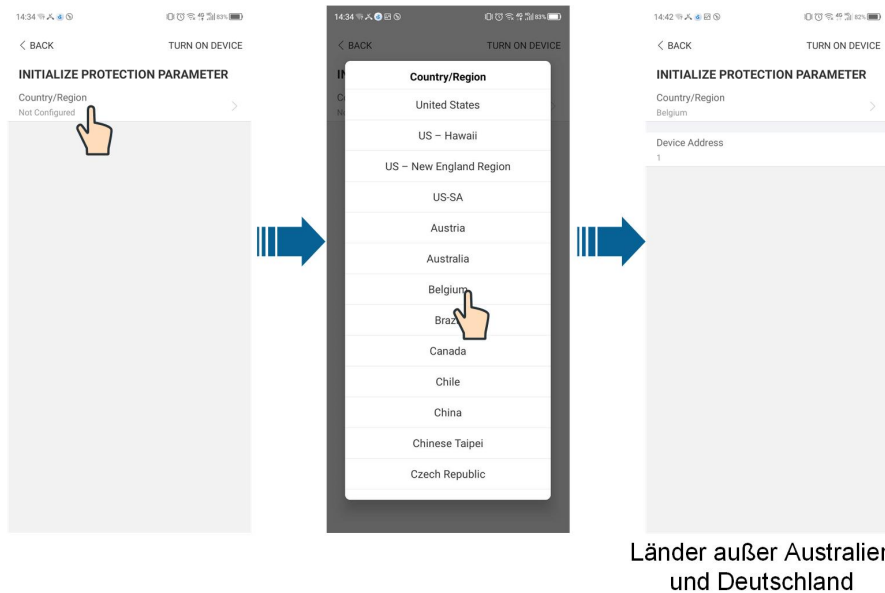 14:34
83%
BACK
TURN ON DEVICE
INITIALIZE PROTECTION PARAMETER
Country/Region
Not Configured
14:34
83%
BACK
TURN ON DEVICE
Country/Region
United States
US – Hawaii
US – New England Region
US-SA
Austria
Australia
Belgium
Canada
Chile
China
Chinese Taipei
Czech Republic
14:42
82%
BACK
TURN ON DEVICE
INITIALIZE PROTECTION PARAMETER
Country/Region
Belgium
Device Address
1
Länder außer Australien
und Deutschland